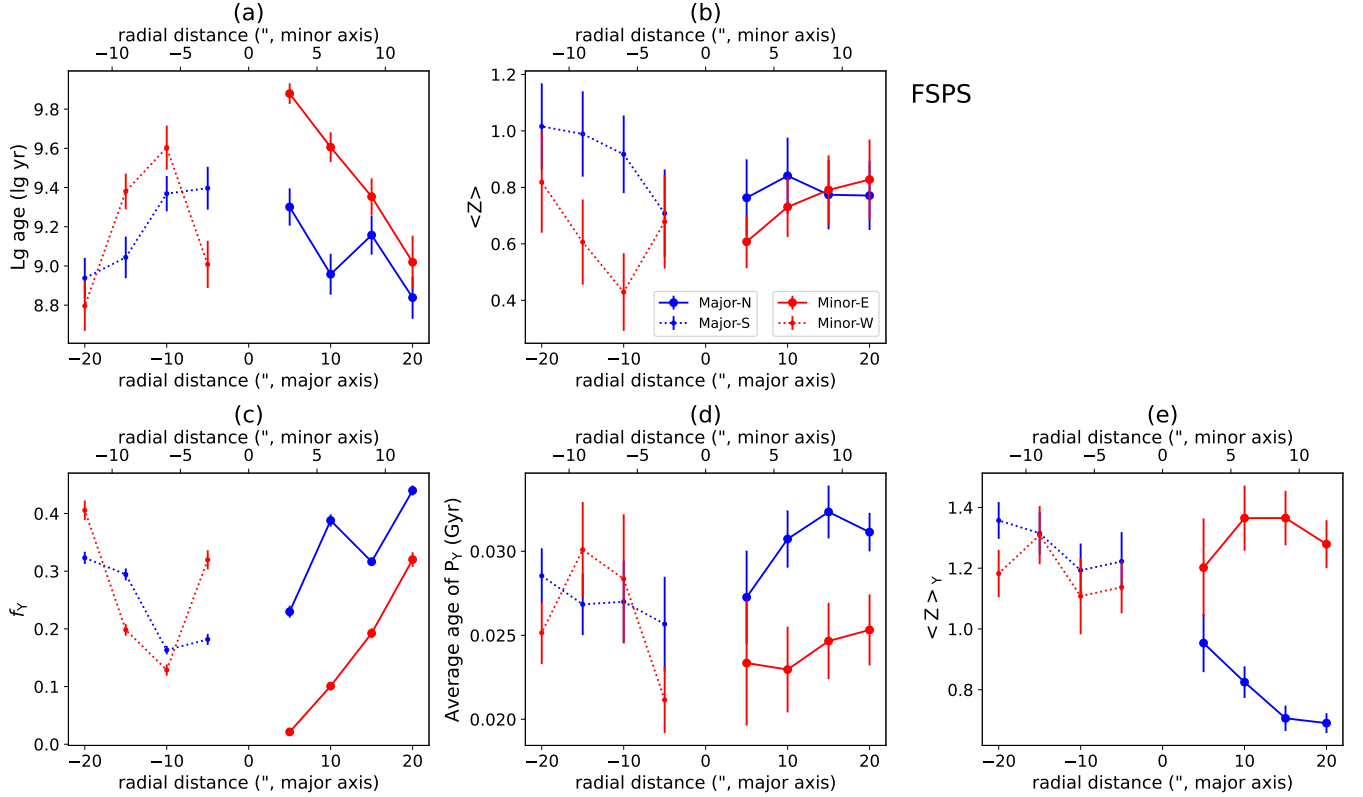 (a)
radial distance (", minor axis)
−10 −5 0 5 10
Lg age (lg yr)
9.8
9.6
9.4
9.2
9.0
8.8
−20 −10 0 10 20
radial distance (", major axis)
(b)
radial distance (", minor axis)
−10 −5 0 5 10
<Z>
1.2
1.0
0.8
0.6
0.4
Major-N
Major-S
Minor-E
Minor-W
−20 −10 0 10 20
radial distance (", major axis)
FSPS
(c)
radial distance (", minor axis)
−10 −5 0 5 10
fY
0.4
0.3
0.2
0.1
0.0
−20 −10 0 10 20
radial distance (", major axis)
(d)
radial distance (", minor axis)
−10 −5 0 5 10
Average age of PY (Gyr)
0.030
0.025
0.020
−20 −10 0 10 20
radial distance (", major axis)
(e)
radial distance (", minor axis)
−10 −5 0 5 10
< Z >Y
1.4
1.2
1.0
0.8
−20 −10 0 10 20
radial distance (", major axis)